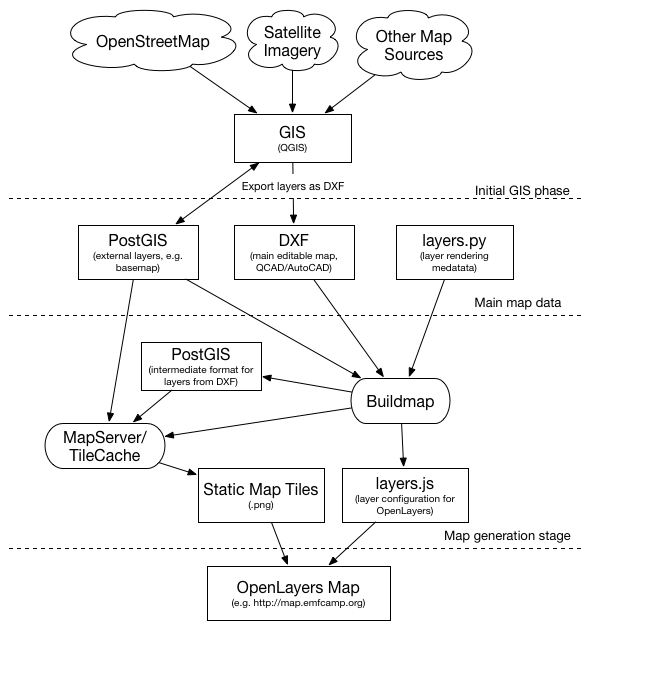 OpenStreetMap
Satellite
Imagery
Other Map
Sources
GIS
(QGIS)
Export layers as DXF
Initial GIS phase
PostGIS
(external layers, e.g.
basemap)
DXF
(main editable map,
QCAD/AutoCAD)
layers.py
(layer rendering
medatata)
Main map data
PostGIS
(intermediate format for
layers from DXF)
Buildmap
MapServer/
TileCache
Static Map Tiles
(.png)
layers.js
(layer configuration for
OpenLayers)
Map generation stage
OpenLayers Map
(e.g. http://map.emfcamp.org)